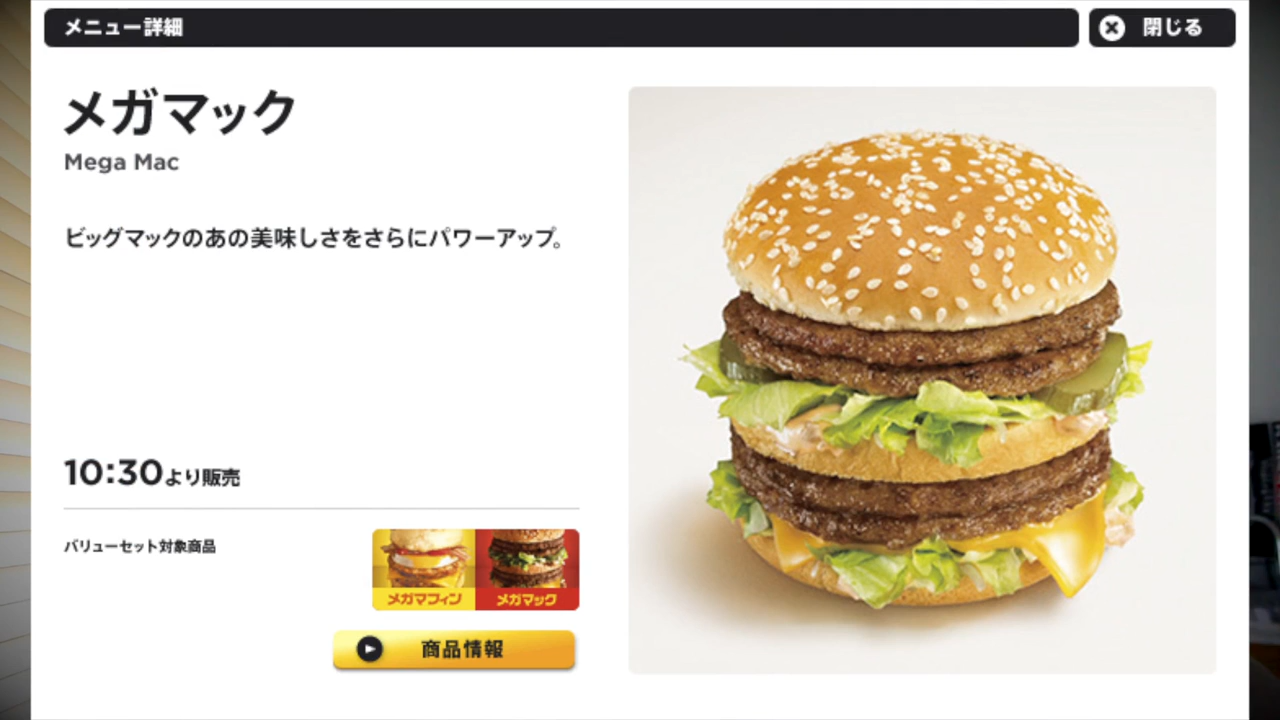 メニュー詳細
閉じる
メガマック
Mega Mac
ビッグマックのあの美味しさをさらにパワーアップ。
10:30より販売
バリューセット対象商品
メガマフィン
メガマック
商品情報